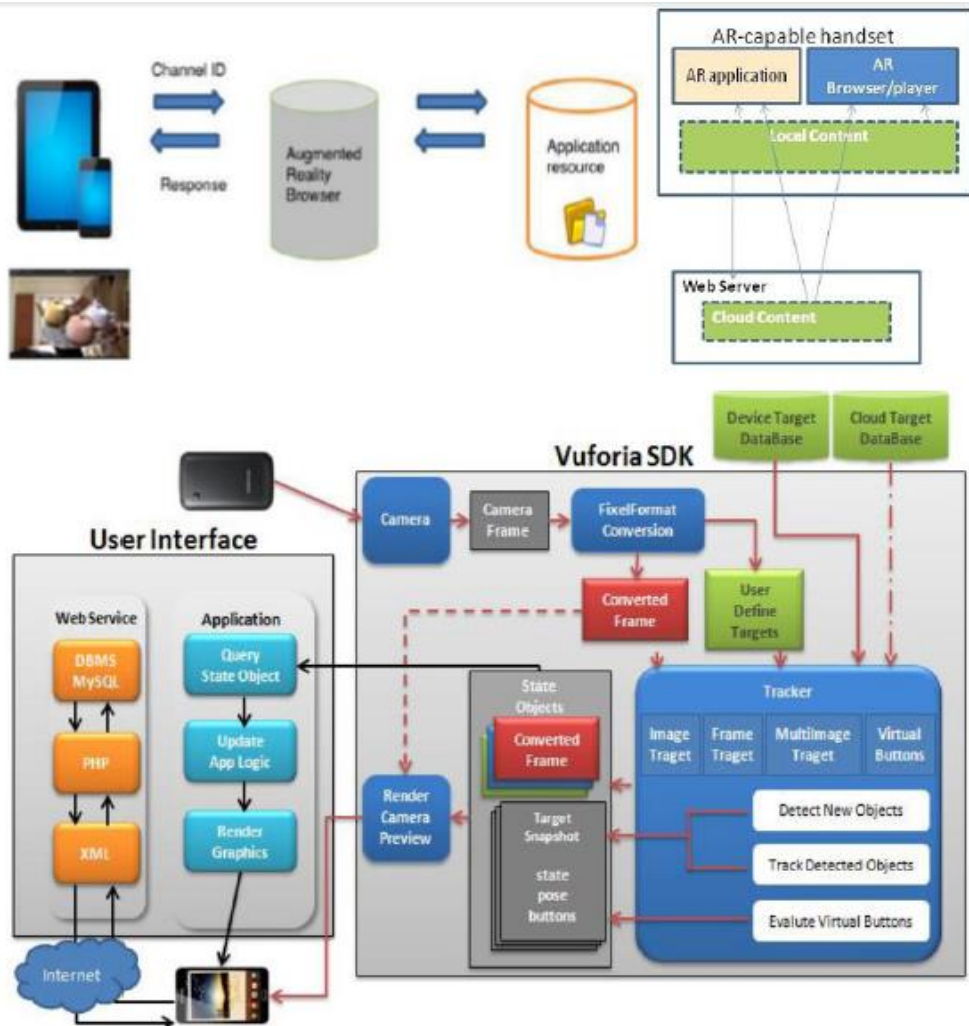 Channel ID
Response
Augmented
Reality
Browser
Application
resource
AR-capable handset
AR application
AR
Browser/player
Local Content
Web Server
Cloud Content
Device Target
DataBase
Cloud Target
DataBase
Vuforia SDK
Camera
Camera
Frame
FixelFormat
Conversion
Converted
Frame
User
Define
Targets
User Interface
Web Service
DBMS
MySQL
PHP
XML
Application
Query
State Object
Update
App Logic
Render
Graphics
Internet
Render
Camera
Preview
State
Objects
Converted
Frame
Target
Snapshot
state
pose
buttons
Tracker
Image
Traget
Frame
Traget
MultiImage
Traget
Virtual
Buttons
Detect New Objects
Track Detected Objects
Evalute Virtual Buttons